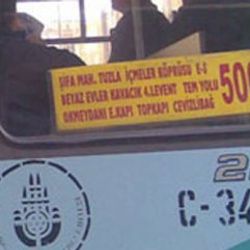 ŞİFA MAH. TUZLA İÇMELER KÖPRÜSÜ E-5
BEYAZ EVLER KAVACIK 4.LEVENT TEM YOLU
OKMEYDANI E.KAPI TOPKAPI CEVİZLİBAĞ
500
C-34